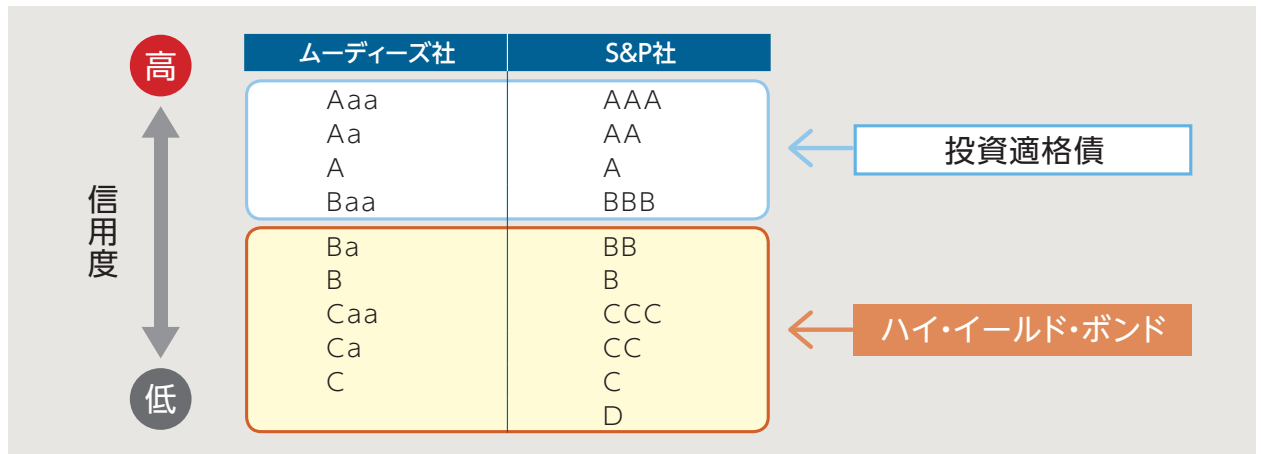 高
信用度
低
ムーディーズ社 S&P社
Aaa AAA
Aa AA
A A
Baa BBB
投資適格債
Ba BB
B B
Caa CCC
Ca CC
C C
D
ハイ・イールド・ボンド